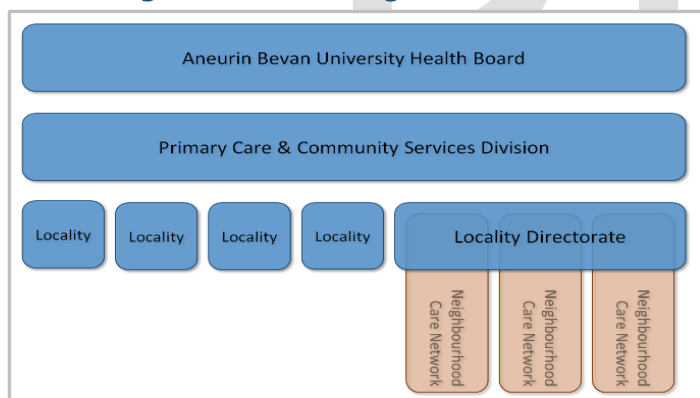 Aneurin Bevan University Health Board
Primary Care & Community Services Division
Locality
Locality
Locality
Locality
Locality Directorate
Neighbourhood
Care Network
Neighbourhood
Care Network
Neighbourhood
Care Network